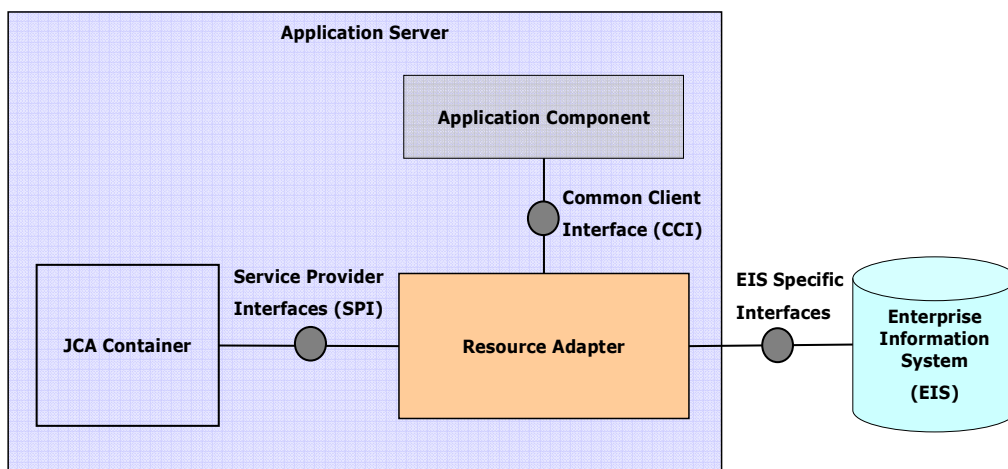 Application Server
Application Component
Common Client
Interface (CCI)
Service Provider
Interfaces (SPI)
EIS Specific
Interfaces
JCA Container
Resource Adapter
Enterprise
Information
System
(EIS)